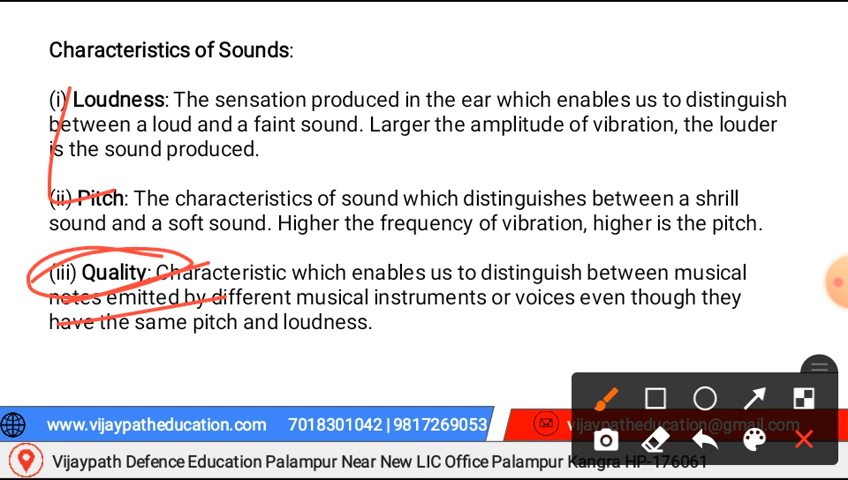 Characteristics of Sounds:
(i) Loudness: The sensation produced in the ear which enables us to distinguish
between a loud and a faint sound. Larger the amplitude of vibration, the louder
is the sound produced.
(ii) Pitch: The characteristics of sound which distinguishes between a shrill
sound and a soft sound. Higher the frequency of vibration, higher is the pitch.
(iii) Quality: Characteristic which enables us to distinguish between musical
notes emitted by different musical instruments or voices even though they
have the same pitch and loudness.
www.vijaypatheducation.com 7018301042 | 9817269053 vijaypatheducation@gmail.com
Vijaypath Defence Education Palampur Near New LIC Office Palampur Kangra HP-176061